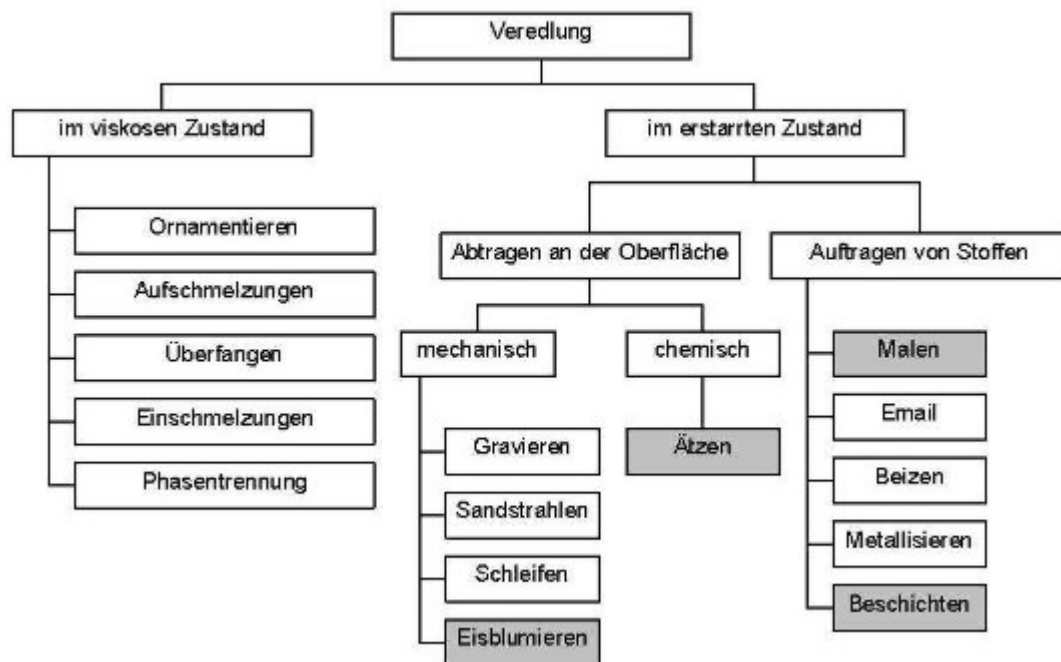 Veredlung
im viskosen Zustand
im erstarrten Zustand
Ornamentieren
Aufschmelzungen
Überfangen
Einschmelzungen
Phasentrennung
Abtragen an der Oberfläche
Auftragen von Stoffen
mechanisch
chemisch
Gravieren
Sandstrahlen
Schleifen
Eisblumieren
Ätzen
Malen
Email
Beizen
Metallisieren
Beschichten